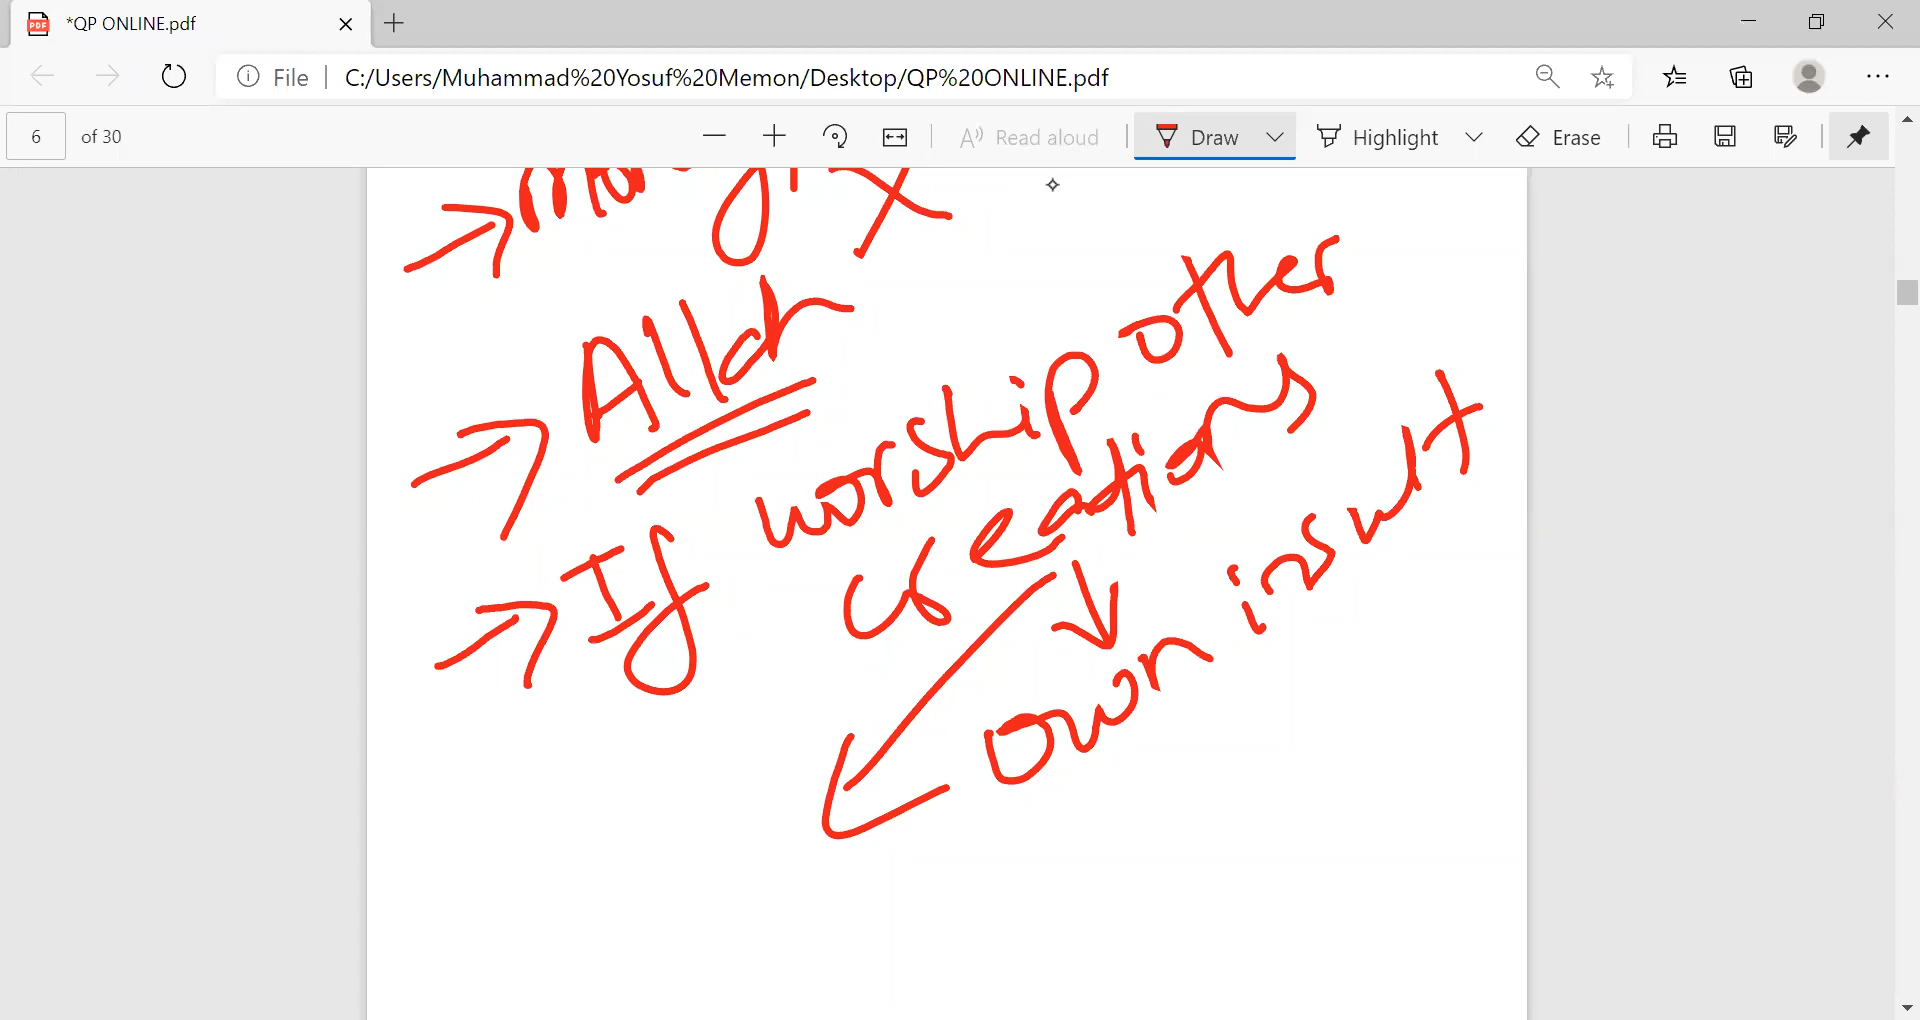 *QP ONLINE.pdf
File | C:/Users/Muhammad%20Yosuf%20Memon/Desktop/QP%20ONLINE.pdf
6 of 30 Read aloud Draw Highlight Erase
Allah
If worship other
creations
own insult